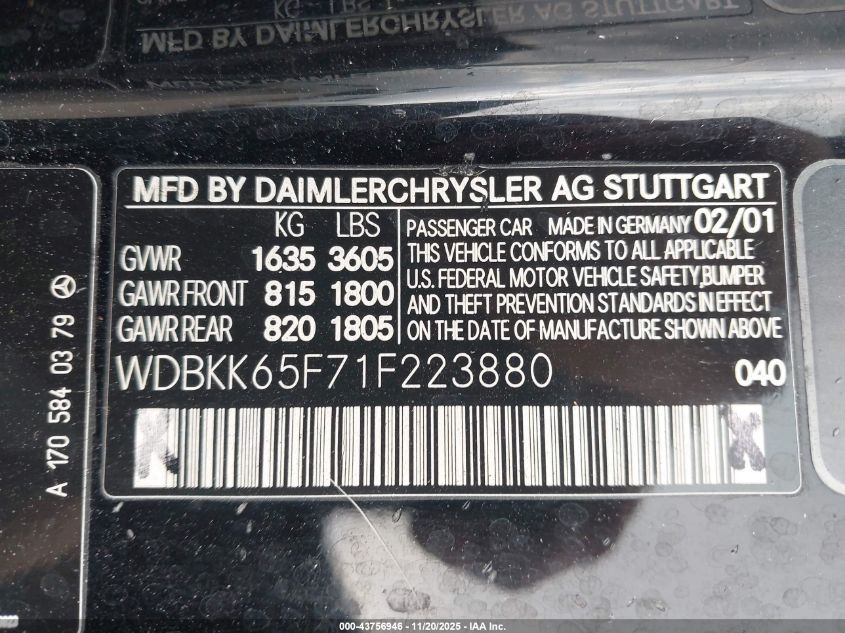 KG LBS
MFD BY DAIMLERCHRYSLER AG STUTTGART
MFD BY DAIMLERCHRYSLER AG STUTTGART
KG LBS
GVWR 1635 3605
GAWR FRONT 815 1800
GAWR REAR 820 1805
PASSENGER CAR MADE IN GERMANY 02/01
THIS VEHICLE CONFORMS TO ALL APPLICABLE
U.S. FEDERAL MOTOR VEHICLE SAFETY, BUMPER
AND THEFT PREVENTION STANDARDS IN EFFECT
ON THE DATE OF MANUFACTURE SHOWN ABOVE
WDBKK65F71F223880 040
X X
A 170 584 03 79
000-43756946 - 11/20/2025 - IAA Inc.